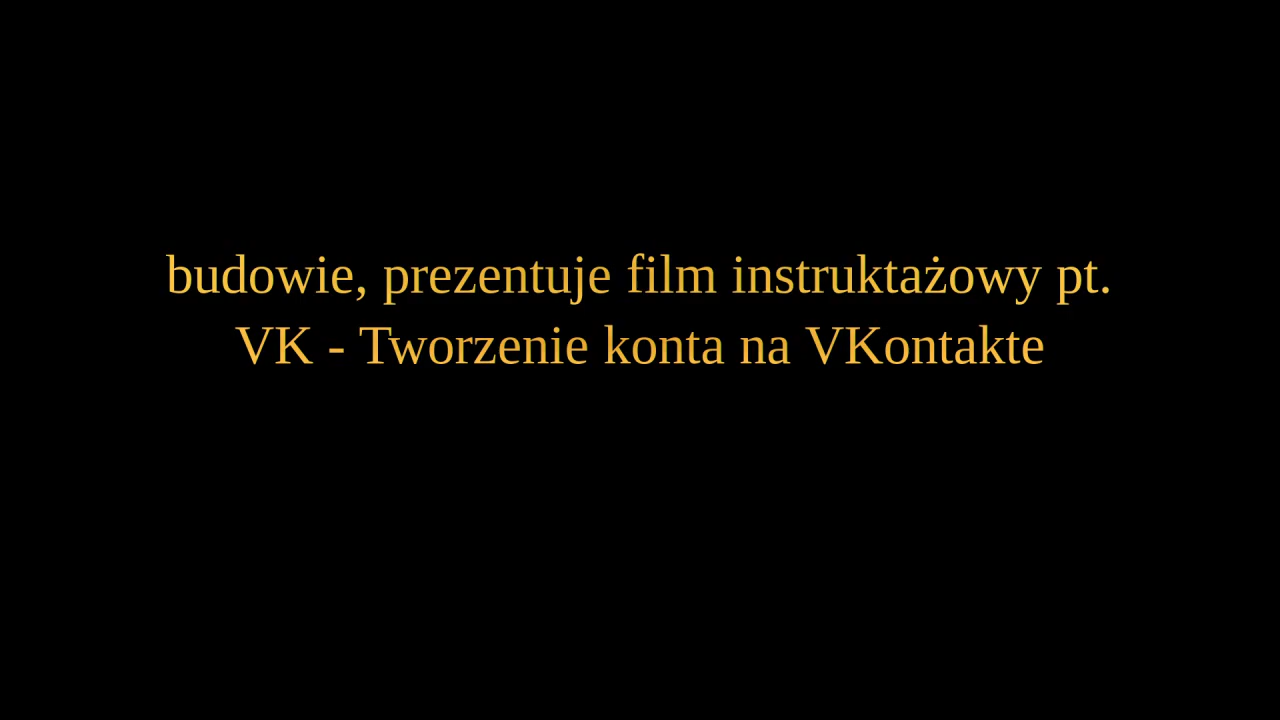 budowie, prezentuje film instruktażowy pt.
VK - Tworzenie konta na VKontakte